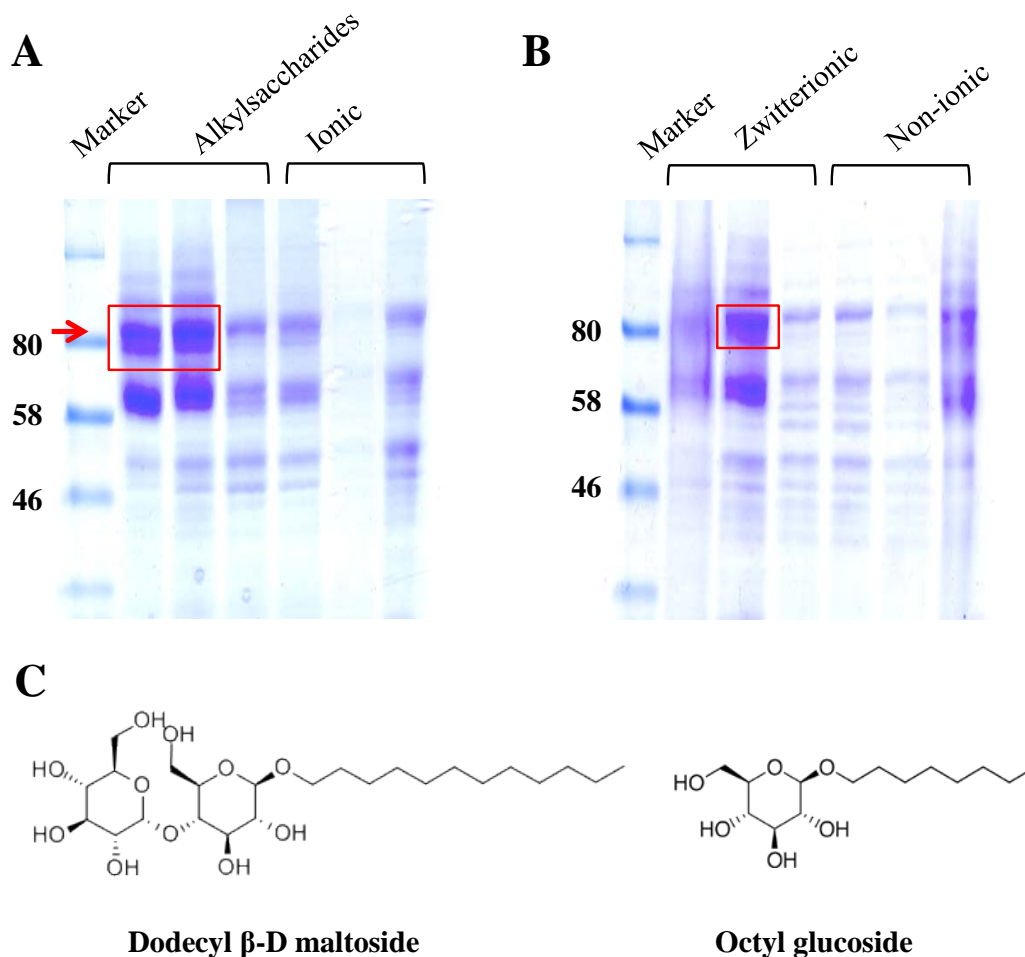 A
B
Marker
Alkylsaccharides
Ionic
Marker
Zwitterionic
Non-ionic
80
58
46
80
58
46
C
OH
OH
HO
O
HO
OH
O
OH
O
O
OH
OH
HO
O
O
HO
OH
OH
Dodecyl β-D maltoside
Octyl glucoside